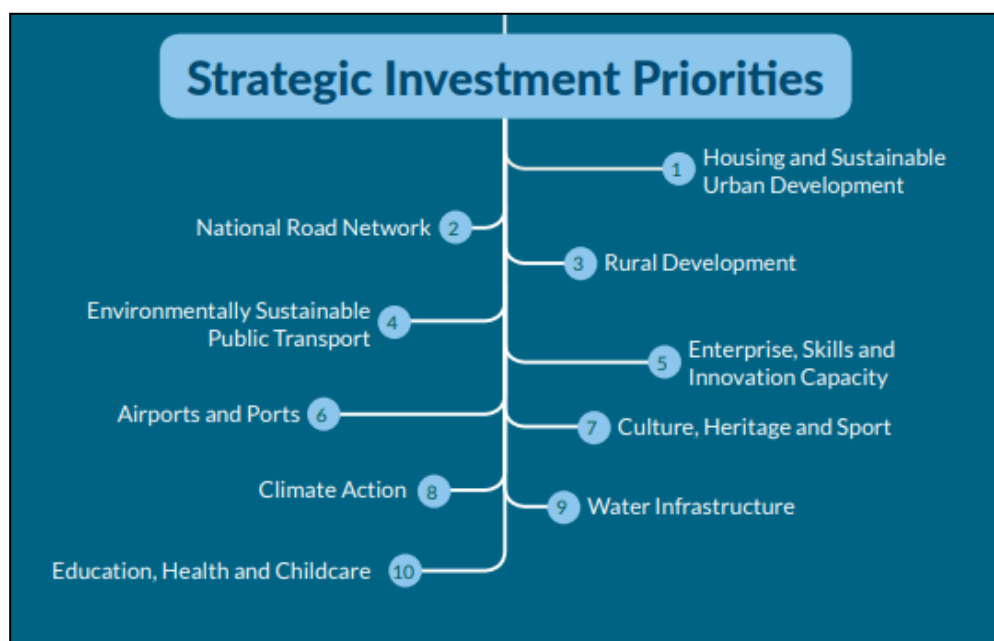 Strategic Investment Priorities
1 Housing and Sustainable
Urban Development
National Road Network 2
3 Rural Development
Environmentally Sustainable
Public Transport 4
5 Enterprise, Skills and
Innovation Capacity
Airports and Ports 6
7 Culture, Heritage and Sport
Climate Action 8
9 Water Infrastructure
Education, Health and Childcare 10